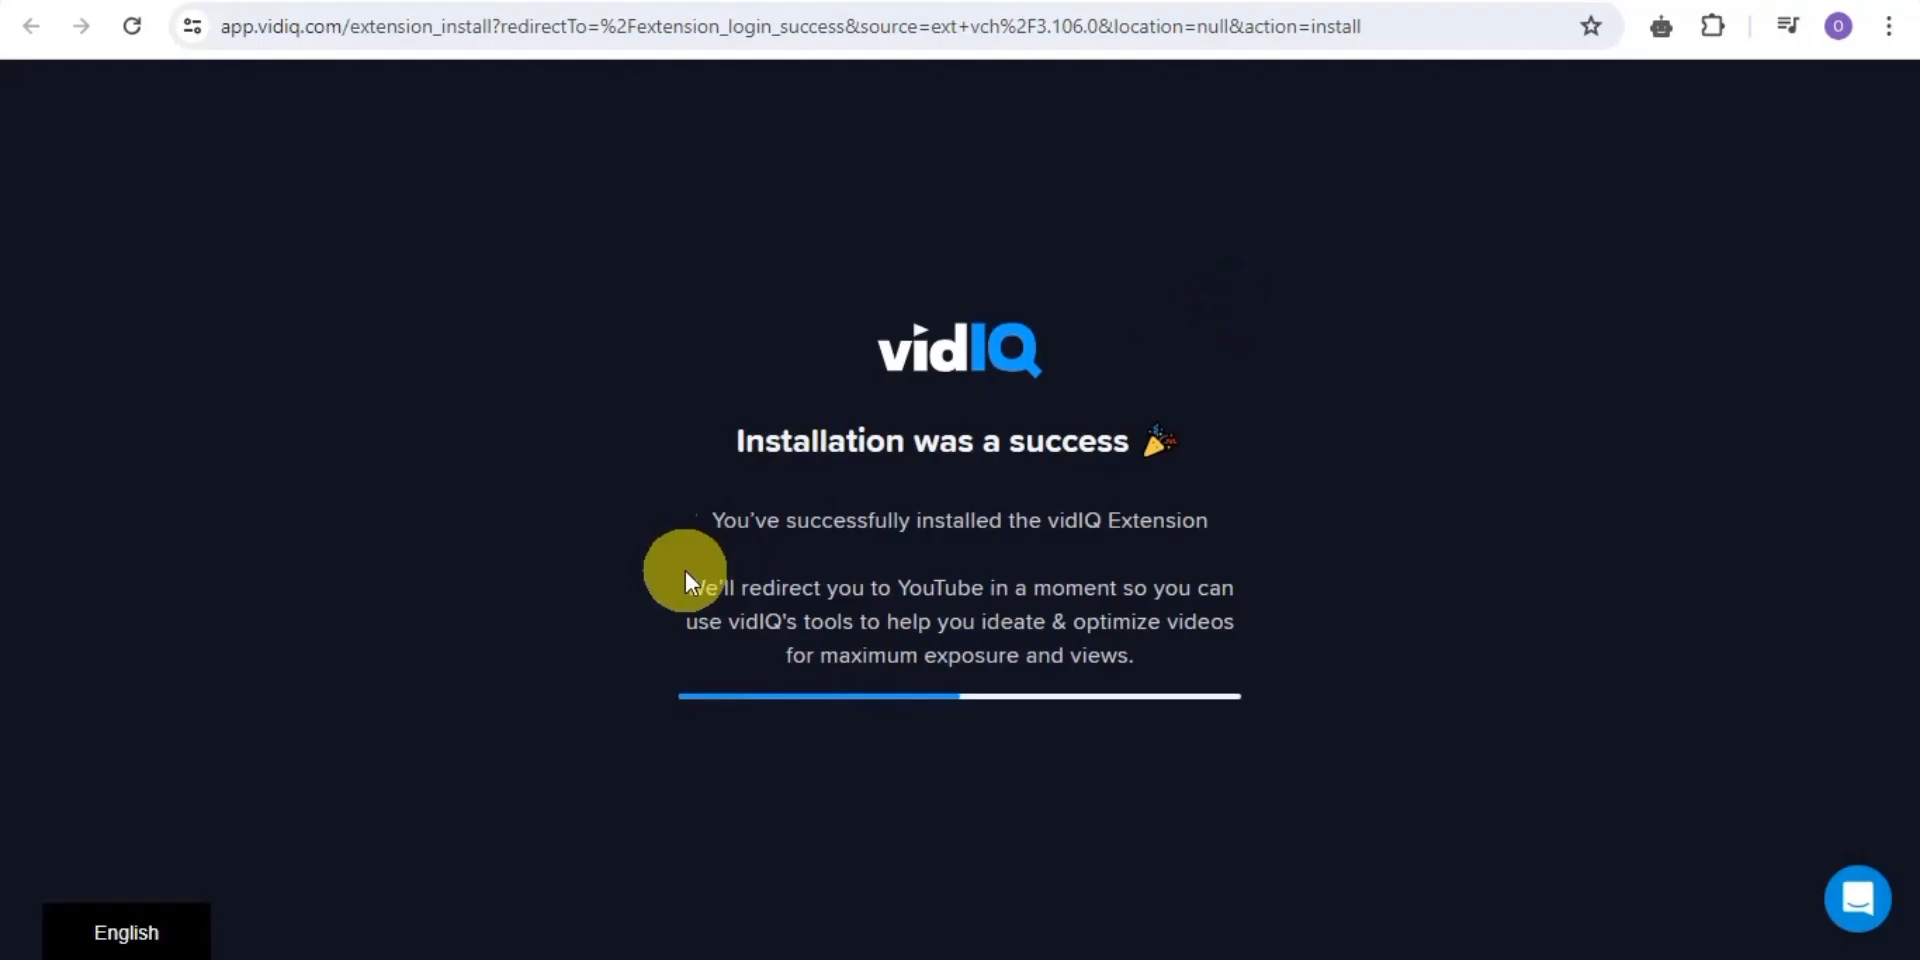 app.vidiq.com/extension_install?redirectTo=%2Fextension_login_success&source=ext+vch%2F3.106.0&location=null&action=install
O
vidIQ
Installation was a success
You've successfully installed the vidIQ Extension
We'll redirect you to YouTube in a moment so you can
use vidIQ's tools to help you ideate & optimize videos
for maximum exposure and views.
English